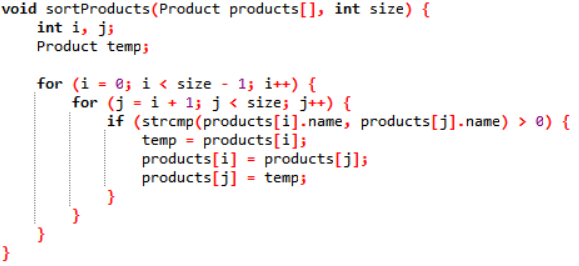 void sortProducts(Product products[], int size) {
    int i, j;
    Product temp;

    for (i = 0; i < size - 1; i++) {
        for (j = i + 1; j < size; j++) {
            if (strcmp(products[i].name, products[j].name) > 0) {
                temp = products[i];
                products[i] = products[j];
                products[j] = temp;
            }
        }
    }
}